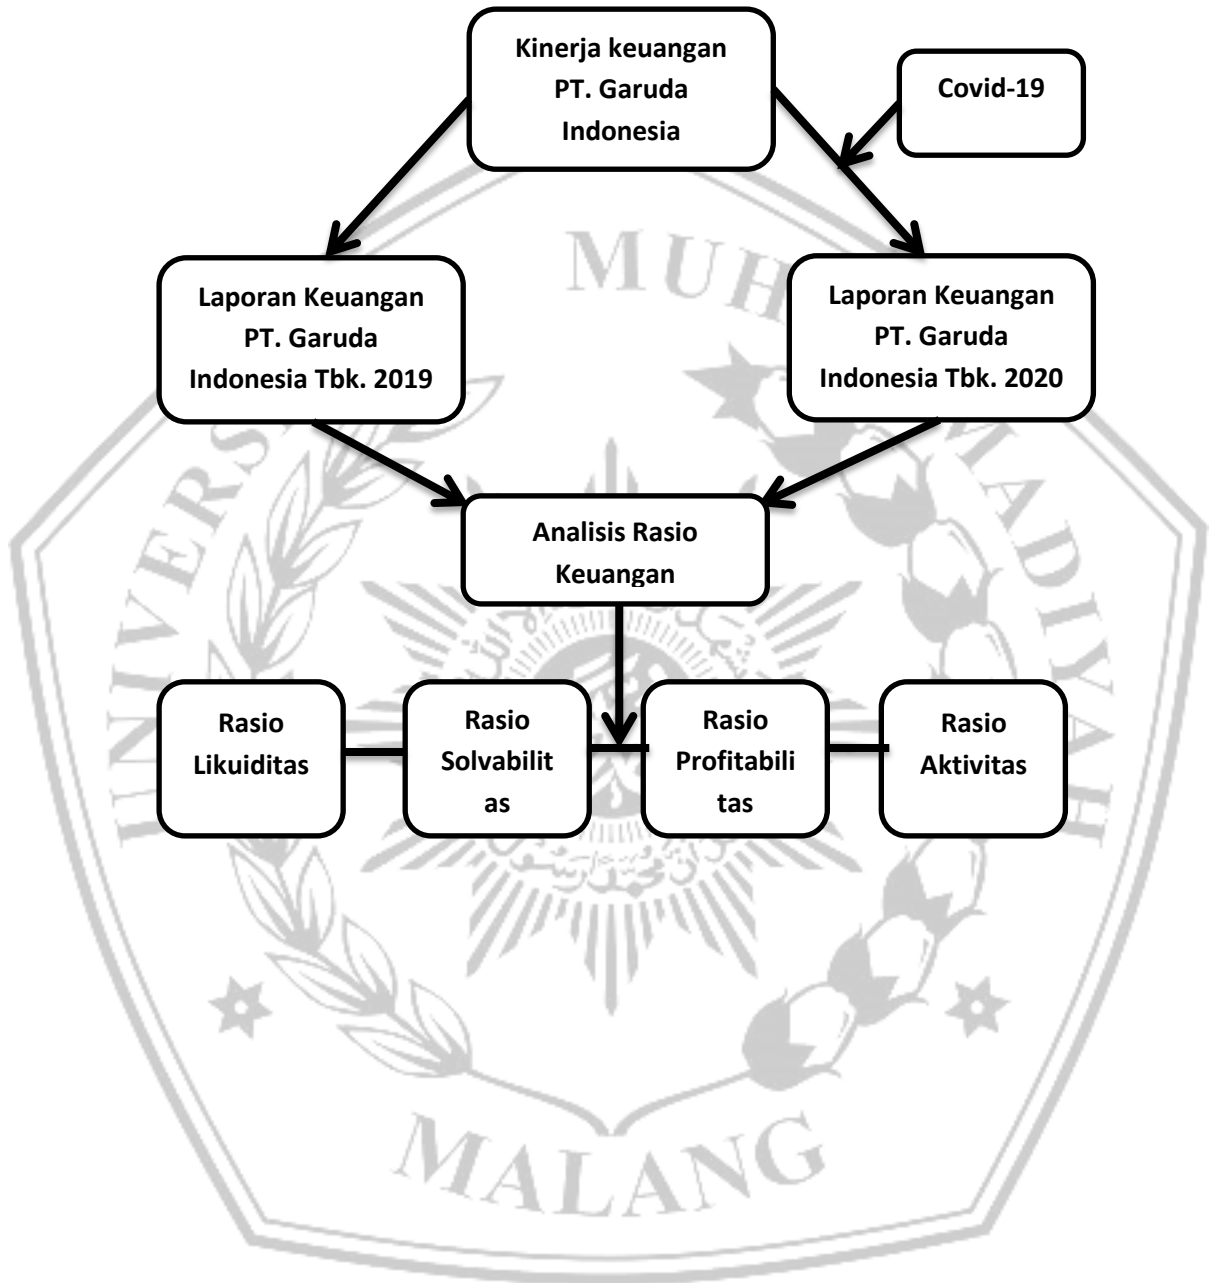 Kinerja keuangan
PT. Garuda
Indonesia
Covid-19
Laporan Keuangan
PT. Garuda
Indonesia Tbk. 2019
Laporan Keuangan
PT. Garuda
Indonesia Tbk. 2020
Analisis Rasio
Keuangan
Rasio
Likuiditas
Rasio
Solvabilit
as
Rasio
Profitabili
tas
Rasio
Aktivitas
MALANG